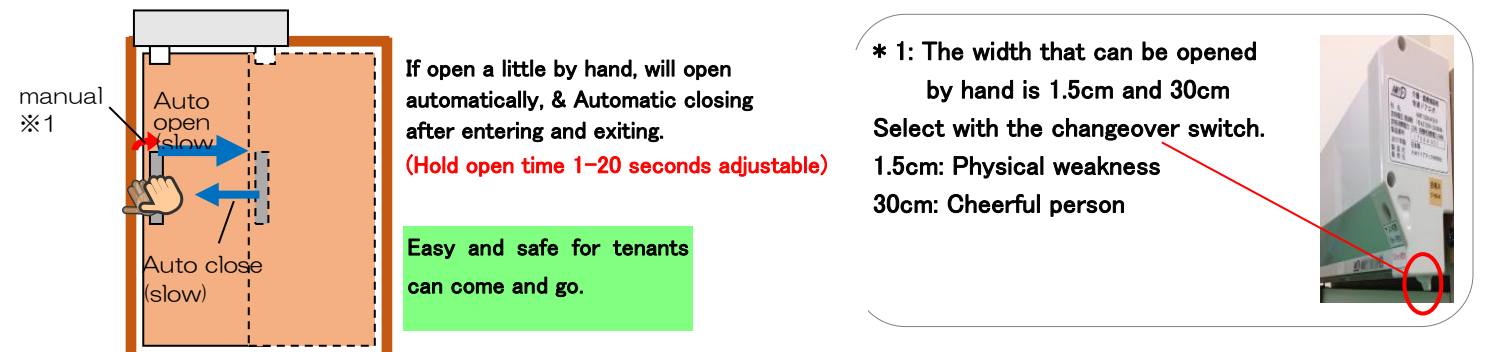 manual
※1
Auto
open
(slow
Auto close
(slow)
If open a little by hand, will open
automatically, & Automatic closing
after entering and exiting.
(Hold open time 1-20 seconds adjustable)
Easy and safe for tenants
can come and go.
* 1: The width that can be opened
by hand is 1.5cm and 30cm
Select with the changeover switch.
1.5cm: Physical weakness
30cm: Cheerful person